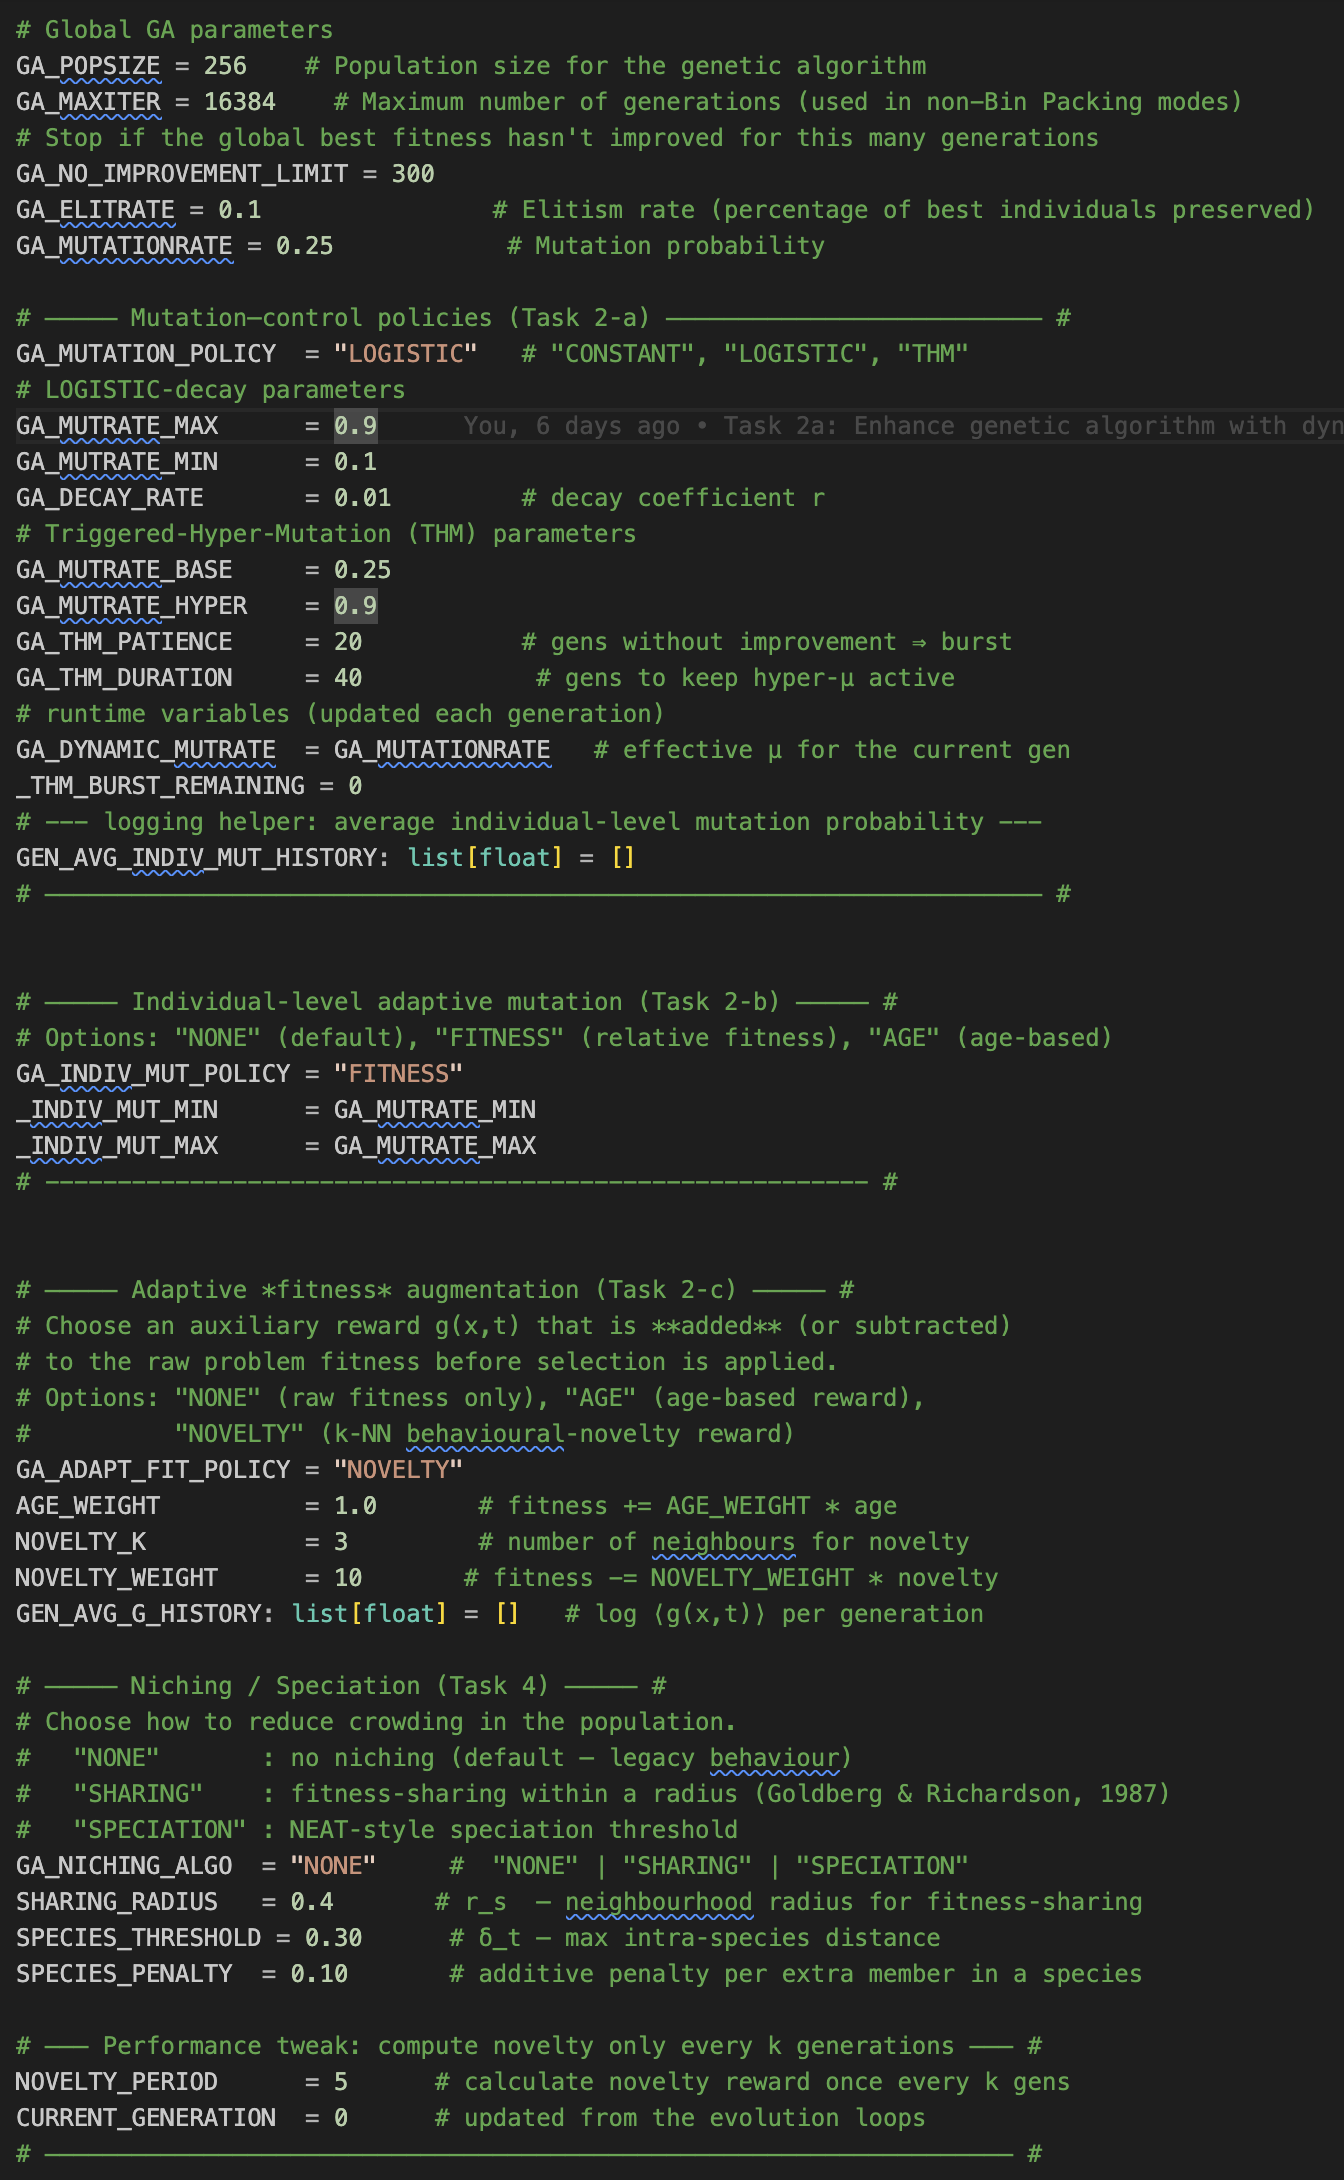 # Global GA parameters
GA_POPSIZE = 256    # Population size for the genetic algorithm
GA_MAXITER = 16384    # Maximum number of generations (used in non-Bin Packing modes)
# Stop if the global best fitness hasn't improved for this many generations
GA_NO_IMPROVEMENT_LIMIT = 300
GA_ELITRATE = 0.1                # Elitism rate (percentage of best individuals preserved)
GA_MUTATIONRATE = 0.25            # Mutation probability
# ───── Mutation–control policies (Task 2-a) ────────────────────────── #
GA_MUTATION_POLICY  = "LOGISTIC"   # "CONSTANT", "LOGISTIC", "THM"
# LOGISTIC-decay parameters
GA_MUTRATE_MAX      = 0.9      You, 6 days ago • Task 2a: Enhance genetic algorithm with dyn
GA_MUTRATE_MIN      = 0.1
GA_DECAY_RATE       = 0.01         # decay coefficient r
# Triggered-Hyper-Mutation (THM) parameters
GA_MUTRATE_BASE     = 0.25
GA_MUTRATE_HYPER    = 0.9
GA_THM_PATIENCE     = 20           # gens without improvement ⇒ burst
GA_THM_DURATION     = 40            # gens to keep hyper-μ active
# runtime variables (updated each generation)
GA_DYNAMIC_MUTRATE  = GA_MUTATIONRATE   # effective μ for the current gen
_THM_BURST_REMAINING = 0
# --- logging helper: average individual-level mutation probability ---
GEN_AVG_INDIV_MUT_HISTORY: list[float] = []
# ───────────────────────────────────────────────────────────────────── #
# ───── Individual-level adaptive mutation (Task 2-b) ───── #
# Options: "NONE" (default), "FITNESS" (relative fitness), "AGE" (age-based)
GA_INDIV_MUT_POLICY = "FITNESS"
_INDIV_MUT_MIN      = GA_MUTRATE_MIN
_INDIV_MUT_MAX      = GA_MUTRATE_MAX
# --------------------------------------------------------- #
# ───── Adaptive *fitness* augmentation (Task 2-c) ───── #
# Choose an auxiliary reward g(x,t) that is **added** (or subtracted)
# to the raw problem fitness before selection is applied.
# Options: "NONE" (raw fitness only), "AGE" (age-based reward),
#          "NOVELTY" (k-NN behavioural-novelty reward)
GA_ADAPT_FIT_POLICY = "NOVELTY"
AGE_WEIGHT          = 1.0       # fitness += AGE_WEIGHT * age
NOVELTY_K           = 3         # number of neighbours for novelty
NOVELTY_WEIGHT      = 10       # fitness -= NOVELTY_WEIGHT * novelty
GEN_AVG_G_HISTORY: list[float] = []   # log ⟨g(x,t)⟩ per generation
# ───── Niching / Speciation (Task 4) ───── #
# Choose how to reduce crowding in the population.
#   "NONE"       : no niching (default – legacy behaviour)
#   "SHARING"    : fitness-sharing within a radius (Goldberg & Richardson, 1987)
#   "SPECIATION" : NEAT-style speciation threshold
GA_NICHING_ALGO  = "NONE"     #  "NONE" | "SHARING" | "SPECIATION"
SHARING_RADIUS   = 0.4       # r_s  – neighbourhood radius for fitness-sharing
SPECIES_THRESHOLD = 0.30      # δ_t – max intra-species distance
SPECIES_PENALTY  = 0.10       # additive penalty per extra member in a species
# ─── Performance tweak: compute novelty only every k generations ─── #
NOVELTY_PERIOD      = 5      # calculate novelty reward once every k gens
CURRENT_GENERATION  = 0      # updated from the evolution loops
# ─────────────────────────────────────────────────────────────────── #